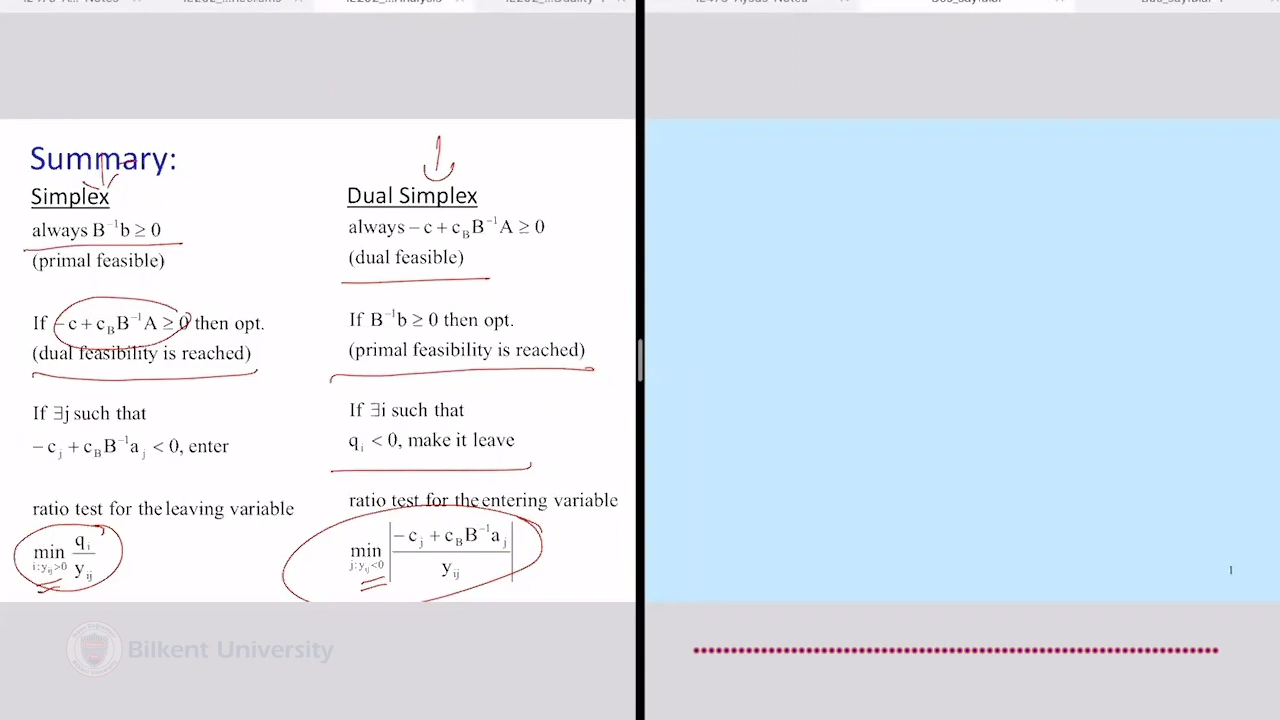 Summary:
Simplex
always B⁻¹b ≥ 0
(primal feasible)
If −c + c_B B⁻¹A ≥ 0 then opt.
(dual feasibility is reached)
If ∃j such that
−c_j + c_B B⁻¹a_j < 0, enter
ratio test for the leaving variable
min_{i:y_ij>0} q_i / y_ij
Dual Simplex
always −c + c_B B⁻¹A ≥ 0
(dual feasible)
If B⁻¹b ≥ 0 then opt.
(primal feasibility is reached)
If ∃i such that
q_i < 0, make it leave
ratio test for the entering variable
min_{j:y_ij<0} |(−c_j + c_B B⁻¹a_j) / y_ij|
1
Bilkent University